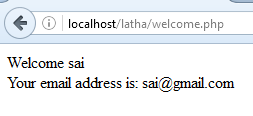 localhost/latha/welcome.php
Welcome sai
Your email address is: sai@gmail.com